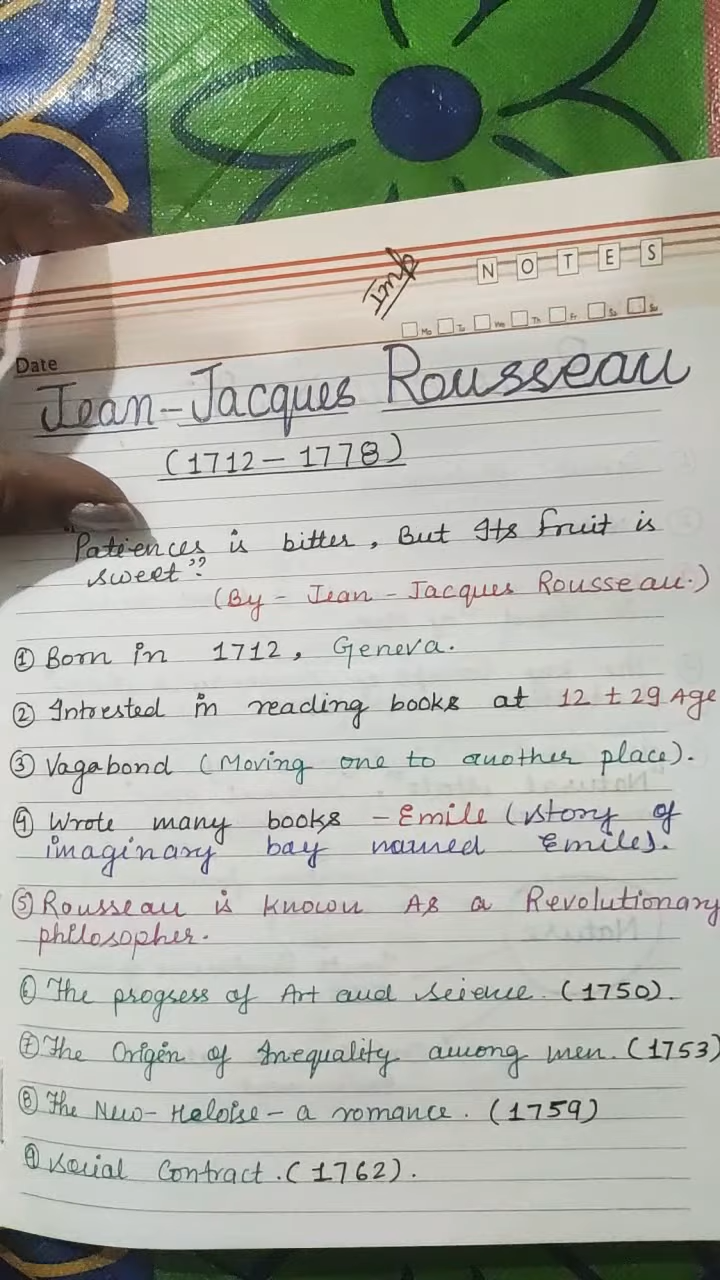 Imp
NOTES
Mo Tu We Th Fr Sa Su
Date
Jean-Jacques Rousseau
(1712-1778)
"Patiences is bitter, But Its fruit is
sweet".
(By - Jean - Jacques Rousseau.)
① Born in 1712, Geneva.
② Intrested in reading books at 12 ± 29 Age
③ Vagabond (Moving one to another place).
④ Wrote many books - Emile (story of
imaginary boy named Emile).
⑤ Rousseau is known As a Revolutionary
philosopher.
⑥ The progress of Art and science. (1750).
⑦ The Origin of Inequality among men. (1753)
⑧ The New-Heloise - a romance. (1759)
⑨ Social Contract. (1762).